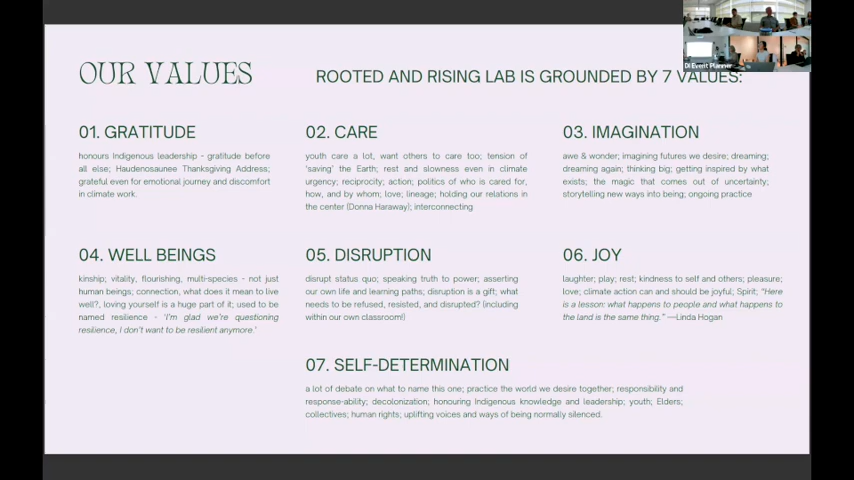 OUR VALUES
ROOTED AND RISING LAB IS GROUNDED BY 7 VALUES:
DI Event Planner
01. GRATITUDE
honours Indigenous leadership - gratitude before
all else; Haudenosaunee Thanksgiving Address;
grateful even for emotional journey and discomfort
in climate work.
02. CARE
youth care a lot, want others to care too; tension of
'saving' the Earth; rest and slowness even in climate
urgency; reciprocity; action; politics of who is cared for,
how, and by whom; love; lineage; holding our relations in
the center (Donna Haraway); interconnecting
03. IMAGINATION
awe & wonder; imagining futures we desire; dreaming;
dreaming again; thinking big; getting inspired by what
exists; the magic that comes out of uncertainty;
storytelling new ways into being; ongoing practice
04. WELL BEINGS
kinship; vitality, flourishing, multi-species - not just
human beings; connection, what does it mean to live
well?, loving yourself is a huge part of it; used to be
named resilience - 'I'm glad we're questioning
resilience, I don't want to be resilient anymore.'
05. DISRUPTION
disrupt status quo; speaking truth to power; asserting
our own life and learning paths; disruption is a gift; what
needs to be refused, resisted, and disrupted? (including
within our own classroom!)
06. JOY
laughter; play; rest; kindness to self and others; pleasure;
love; climate action can and should be joyful; Spirit; "Here
is a lesson: what happens to people and what happens to
the land is the same thing." —Linda Hogan
07. SELF-DETERMINATION
a lot of debate on what to name this one; practice the world we desire together; responsibility and
response-ability; decolonization; honouring Indigenous knowledge and leadership; youth; Elders;
collectives; human rights; uplifting voices and ways of being normally silenced.